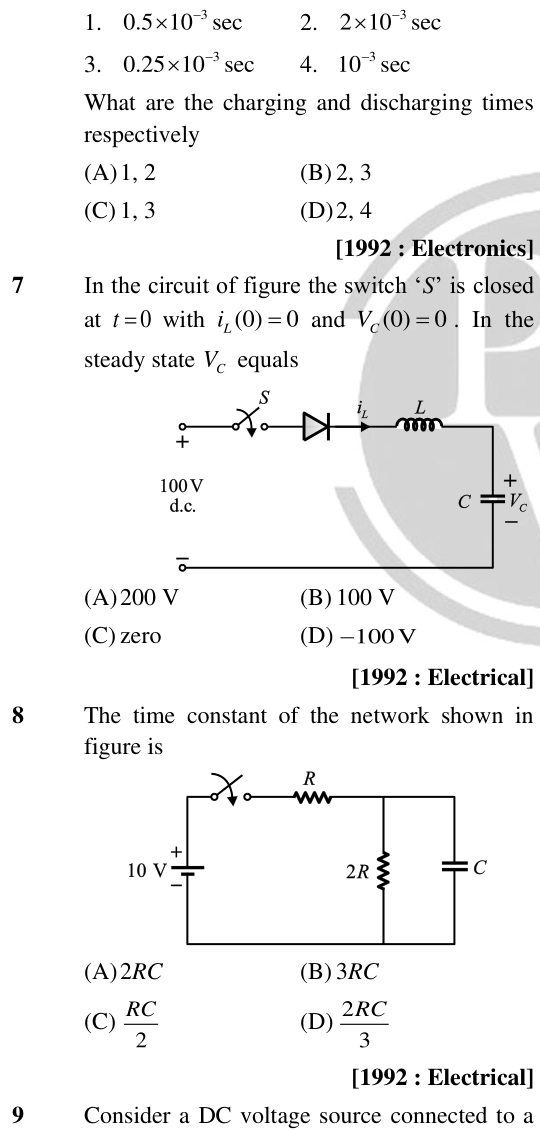 1. 0.5×10⁻³ sec 2. 2×10⁻³ sec
3. 0.25×10⁻³ sec 4. 10⁻³ sec
What are the charging and discharging times
respectively
(A) 1, 2 (B) 2, 3
(C) 1, 3 (D) 2, 4
[1992 : Electronics]
7 In the circuit of figure the switch ‘S’ is closed
at t=0 with i_L(0)=0 and V_C(0)=0. In the
steady state V_C equals
S
i_L
L
+
100V
d.c.
–
C
+
V_C
–
(A) 200 V (B) 100 V
(C) zero (D) −100 V
[1992 : Electrical]
8 The time constant of the network shown in
figure is
R
+
10 V
–
2R
C
(A) 2RC (B) 3RC
(C) RC/2 (D) 2RC/3
[1992 : Electrical]
9 Consider a DC voltage source connected to a